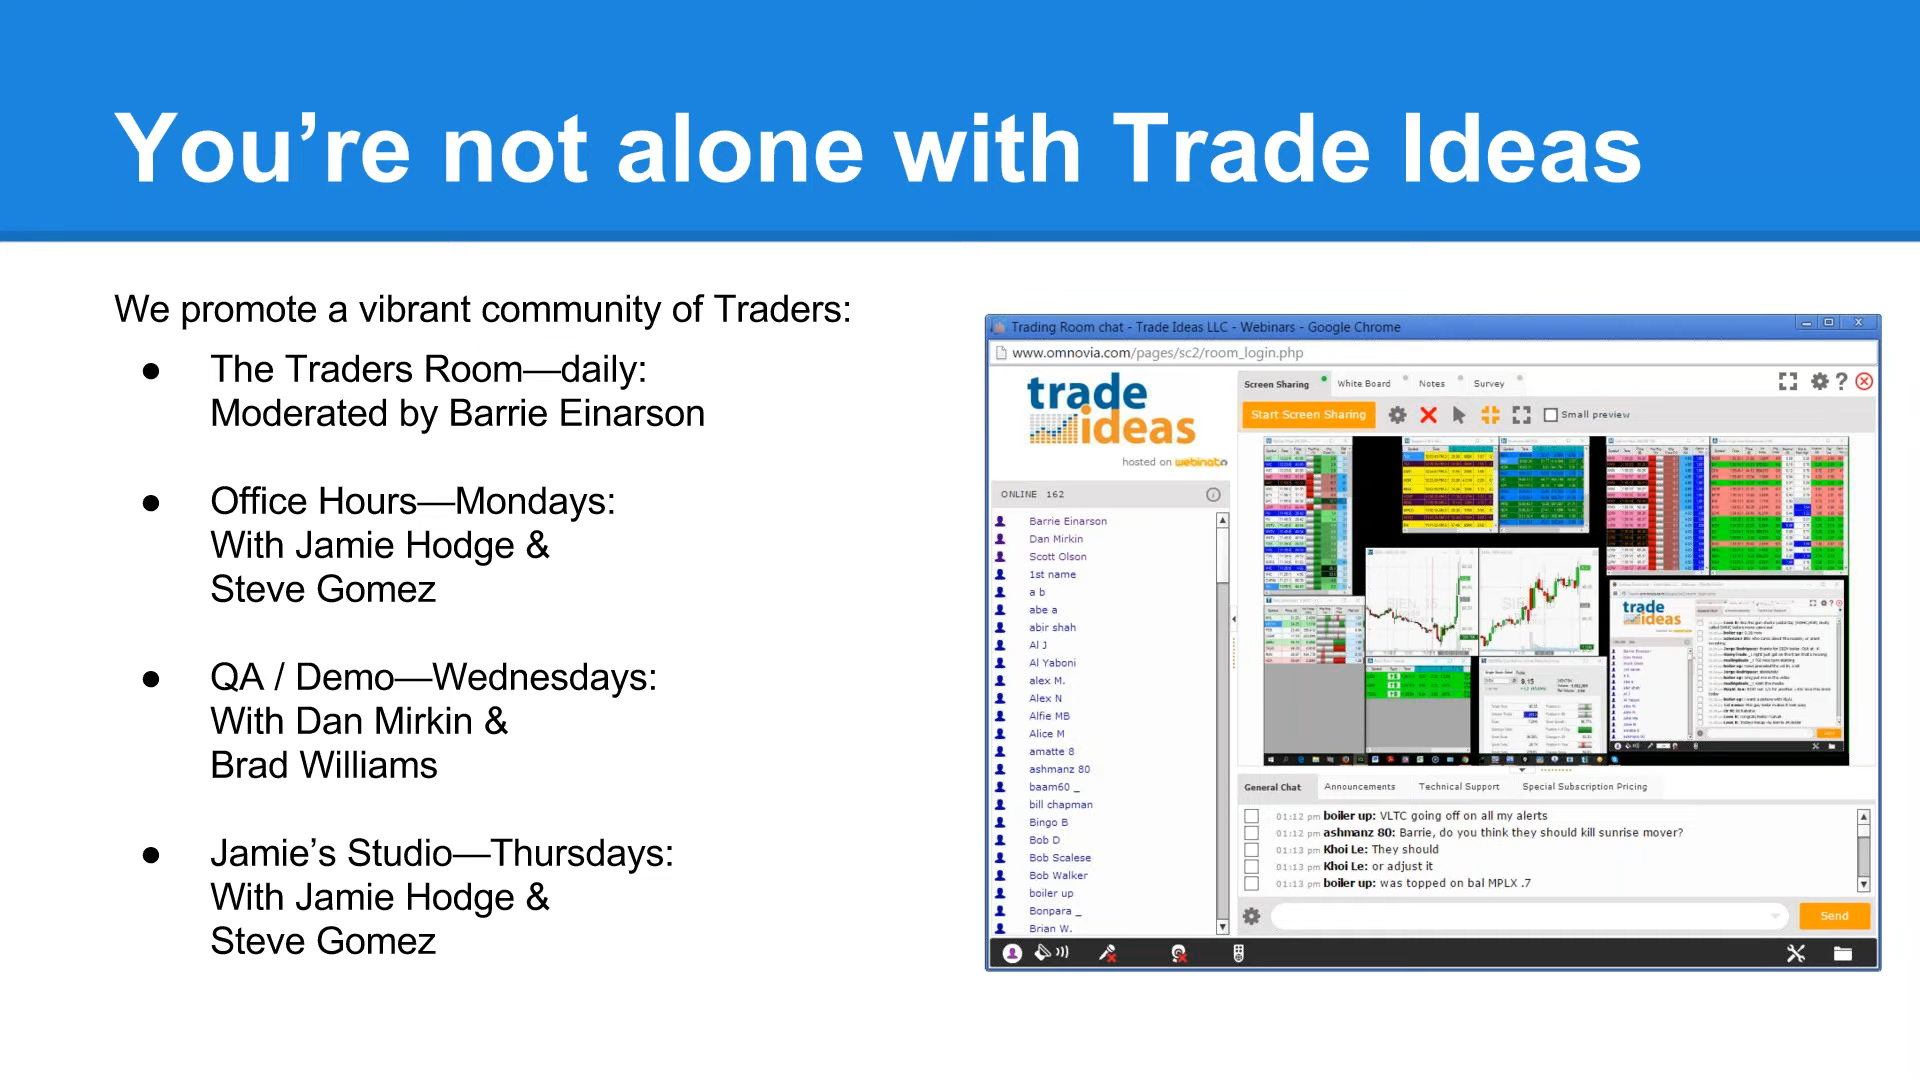 You’re not alone with Trade Ideas
We promote a vibrant community of Traders:
● The Traders Room—daily:
Moderated by Barrie Einarson
● Office Hours—Mondays:
With Jamie Hodge &
Steve Gomez
● QA / Demo—Wednesdays:
With Dan Mirkin &
Brad Williams
● Jamie’s Studio—Thursdays:
With Jamie Hodge &
Steve Gomez
Trading Room chat - Trade Ideas LLC - Webinars - Google Chrome
www.omnovia.com/pages/sc2/room_login.php
trade
ideas
hosted on webinato
ONLINE 162
Barrie Einarson
Dan Mirkin
Scott Olson
1st name
a b
abe a
abir shah
Al J
Al Yaboni
alex M.
Alex N
Alfie MB
Alice M
amatte 8
ashmanz 80
baam60 _
bill chapman
Bingo B
Bob D
Bob Scalese
Bob Walker
boiler up
Bonpara _
Brian W.
Screen Sharing White Board Notes Survey
Start Screen Sharing Small preview
trade
ideas
General Chat Announcements Technical Support Special Subscription Pricing
01:12 pm boiler up: VLTC going off on all my alerts
01:12 pm ashmanz 80: Barrie, do you think they should kill sunrise mover?
01:13 pm Khoi Le: They should
01:13 pm Khoi Le: or adjust it
01:13 pm boiler up: was topped on bal MPLX .7
Send